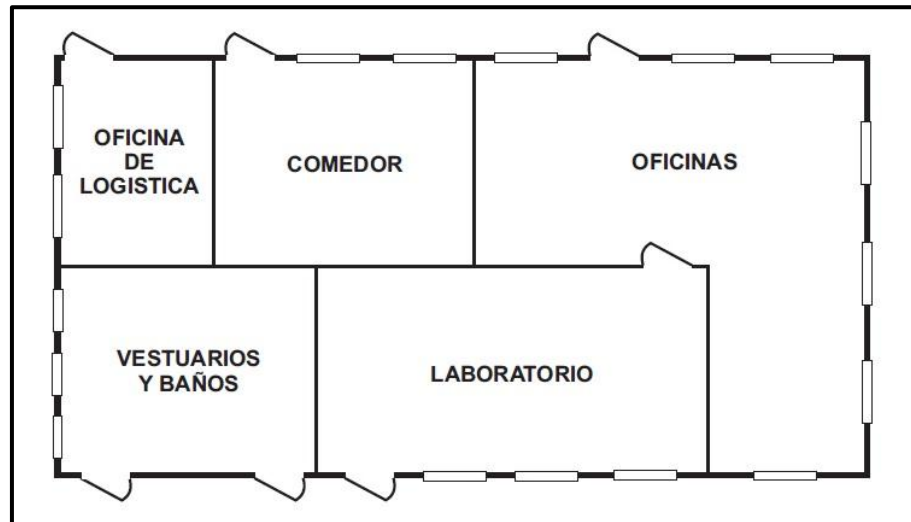 OFICINA
DE
LOGISTICA
COMEDOR
OFICINAS
VESTUARIOS
Y BAÑOS
LABORATORIO